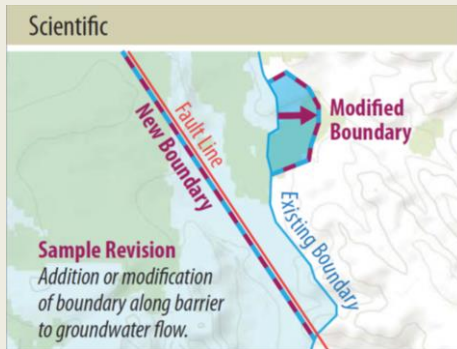 Scientific
Fault Line
New Boundary
Modified
Boundary
Existing Boundary
Sample Revision
Addition or modification
of boundary along barrier
to groundwater flow.